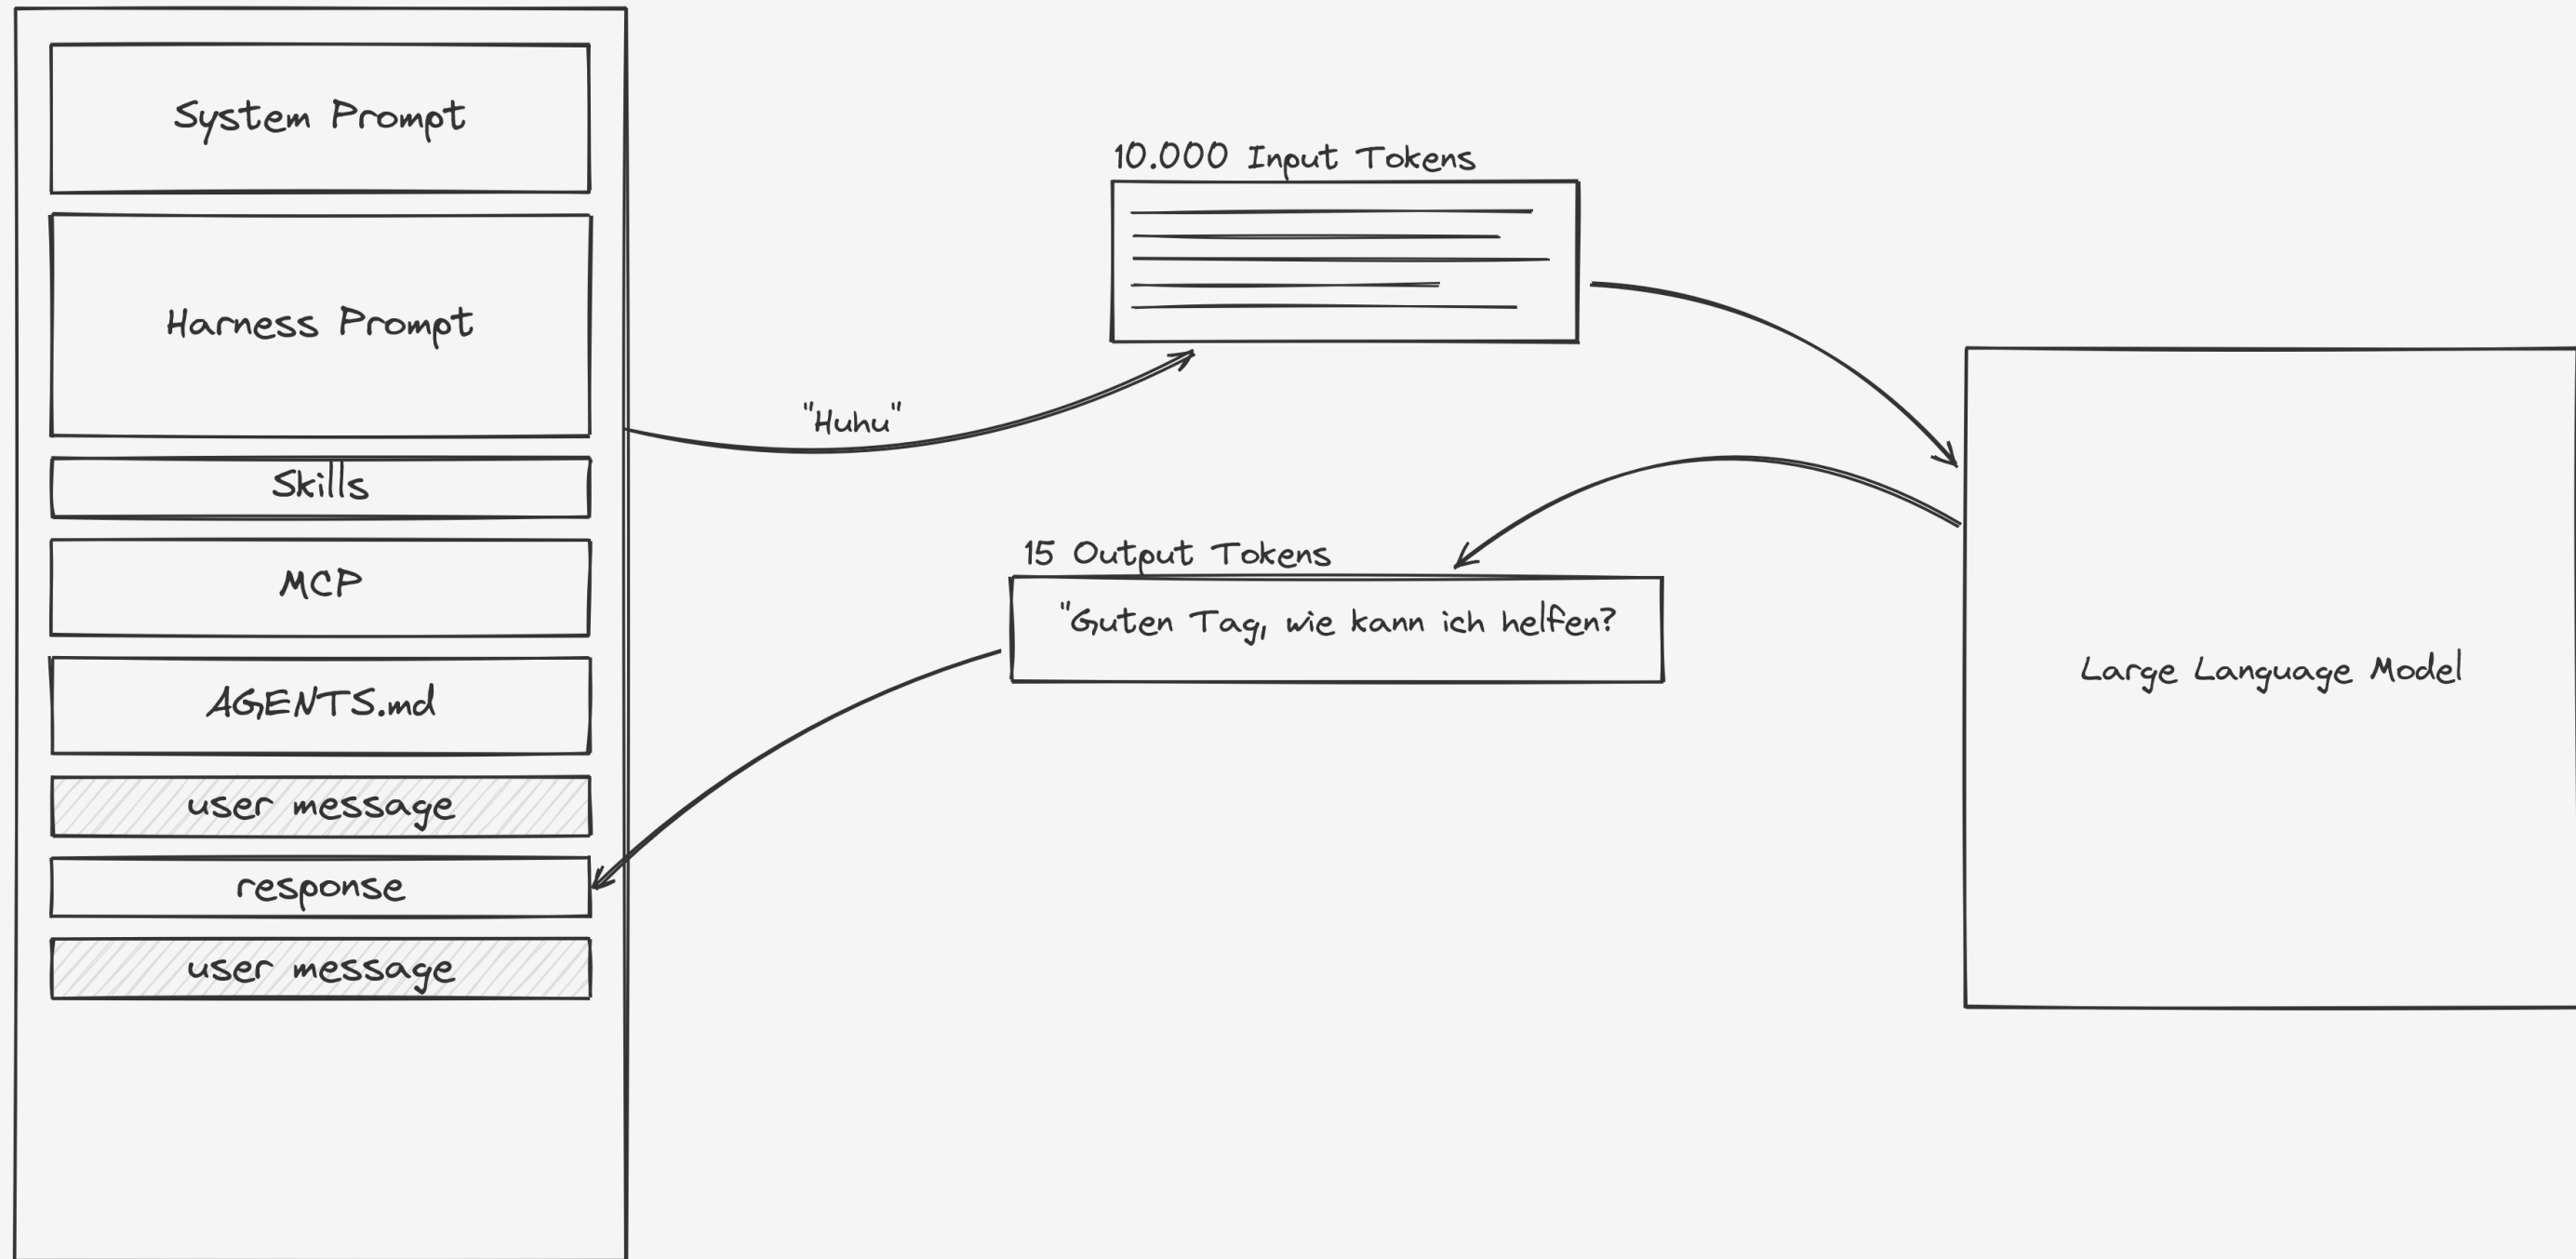 System Prompt
Harness Prompt
Skills
MCP
AGENTS.md
user message
response
user message
"Huhu"
10.000 Input Tokens
15 Output Tokens
"Guten Tag, wie kann ich helfen?
Large Language Model